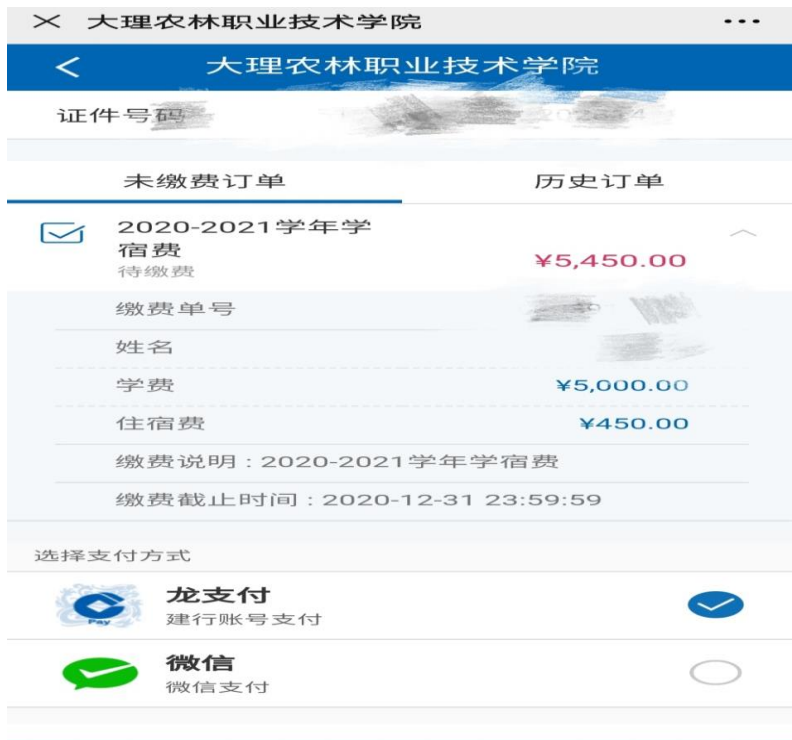 大理农林职业技术学院
大理农林职业技术学院
证件号码
未缴费订单 历史订单
2020-2021学年学
宿费
¥5,450.00
待缴费
缴费单号
姓名
学费 ¥5,000.00
住宿费 ¥450.00
缴费说明：2020-2021学年学宿费
缴费截止时间：2020-12-31 23:59:59
选择支付方式
龙支付
Pay
建行账号支付
微信
微信支付